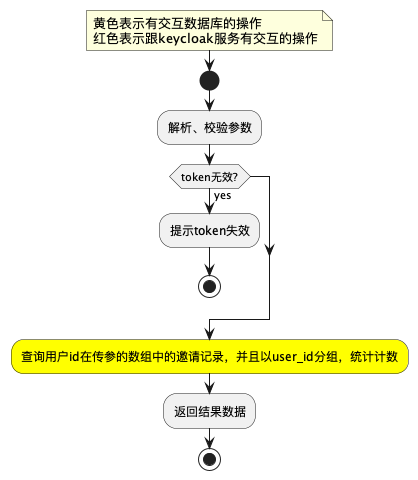 黄色表示有交互数据库的操作
红色表示跟keycloak服务有交互的操作
解析、校验参数
token无效?
yes
提示token失效
查询用户id在传参的数组中的邀请记录，并且以user_id分组，统计计数
返回结果数据